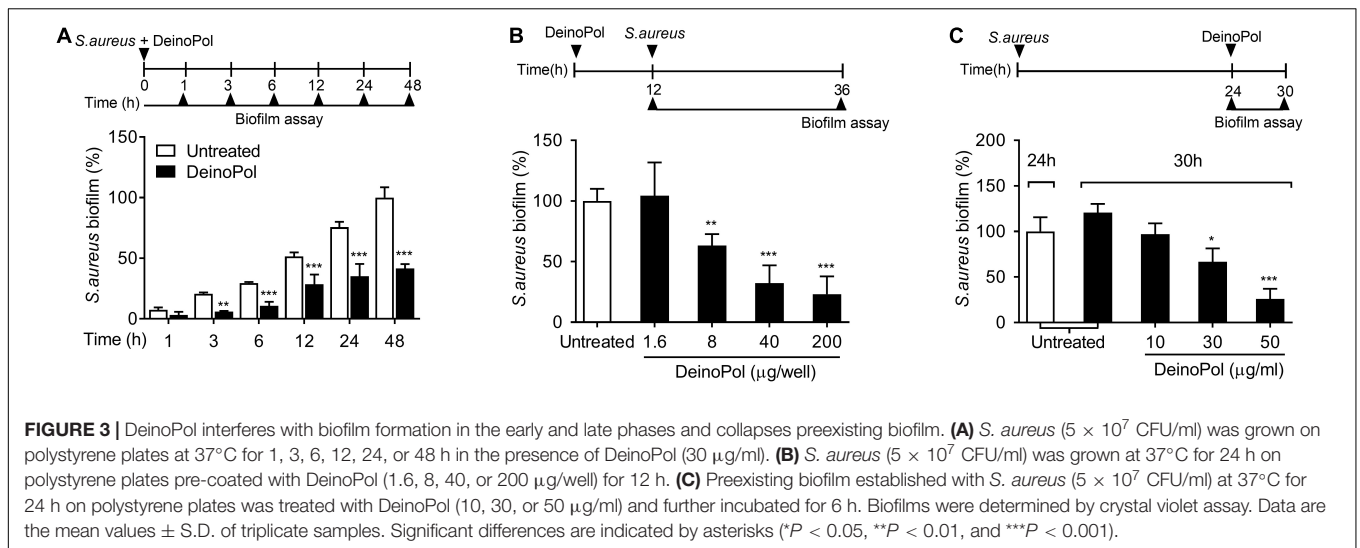 A
S.aureus + DeinoPol
0 1 3 6 12 24 48
Time (h)
Biofilm assay
150
100
50
0
S.aureus biofilm (%)
Untreated
DeinoPol
**
***
***
***
***
Time (h) 1 3 6 12 24 48
B
DeinoPol S.aureus
Time(h)
12 36
Biofilm assay
150
100
50
0
S.aureus biofilm (%)
**
***
***
Untreated 1.6 8 40 200
DeinoPol (μg/well)
C
S.aureus DeinoPol
Time(h)
24 30
Biofilm assay
200
150
100
50
0
S.aureus biofilm (%)
24h 30h
*
***
Untreated 10 30 50
DeinoPol (μg/ml)
FIGURE 3 | DeinoPol interferes with biofilm formation in the early and late phases and collapses preexisting biofilm. (A) S. aureus (5 × 10⁷ CFU/ml) was grown on
polystyrene plates at 37°C for 1, 3, 6, 12, 24, or 48 h in the presence of DeinoPol (30 μg/ml). (B) S. aureus (5 × 10⁷ CFU/ml) was grown at 37°C for 24 h on
polystyrene plates pre-coated with DeinoPol (1.6, 8, 40, or 200 μg/well) for 12 h. (C) Preexisting biofilm established with S. aureus (5 × 10⁷ CFU/ml) at 37°C for
24 h on polystyrene plates was treated with DeinoPol (10, 30, or 50 μg/ml) and further incubated for 6 h. Biofilms were determined by crystal violet assay. Data are
the mean values ± S.D. of triplicate samples. Significant differences are indicated by asterisks (*P < 0.05, **P < 0.01, and ***P < 0.001).